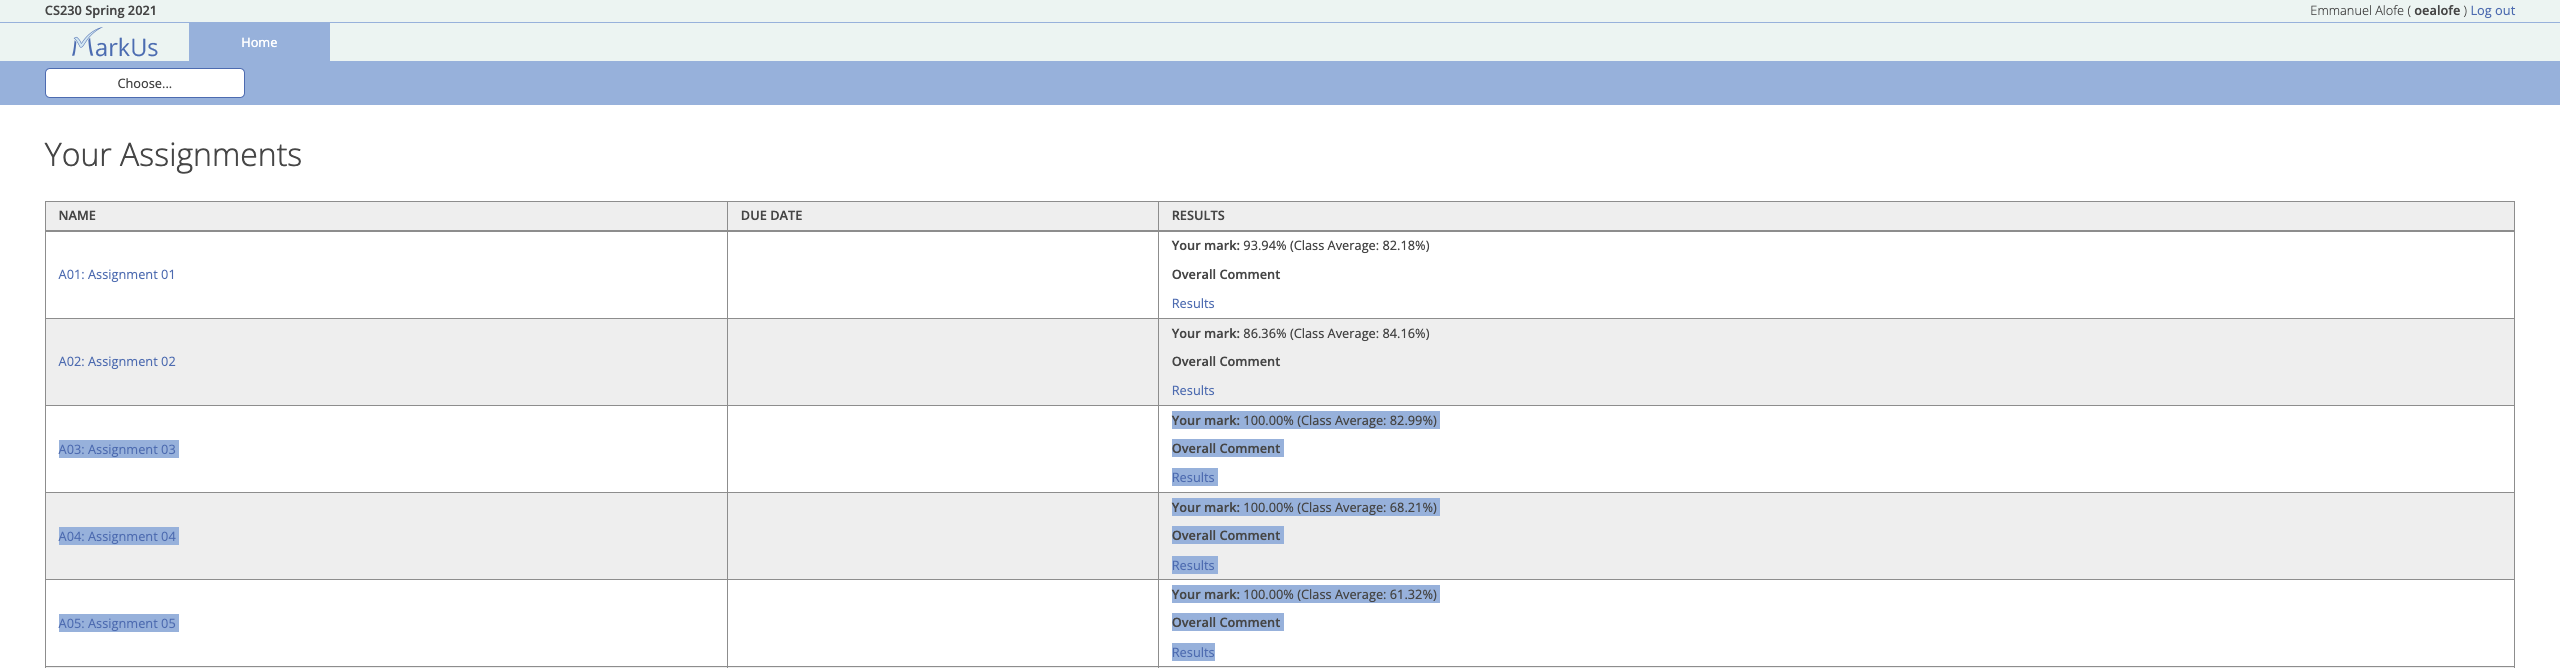 CS230 Spring 2021
Emmanuel Alofe ( oealofe ) Log out
MarkUs
Home
Choose...
Your Assignments
NAME DUE DATE RESULTS
A01: Assignment 01
Your mark: 93.94% (Class Average: 82.18%)
Overall Comment
Results
A02: Assignment 02
Your mark: 86.36% (Class Average: 84.16%)
Overall Comment
Results
A03: Assignment 03
Your mark: 100.00% (Class Average: 82.99%)
Overall Comment
Results
A04: Assignment 04
Your mark: 100.00% (Class Average: 68.21%)
Overall Comment
Results
A05: Assignment 05
Your mark: 100.00% (Class Average: 61.32%)
Overall Comment
Results